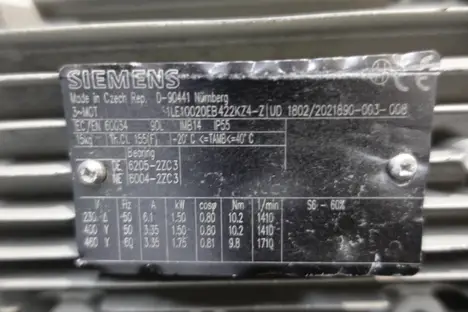 SIEMENS
Made in Czech Rep. D-90441 Nürnberg
3~MOT. 1LE10020EB422KZ4-Z UD 1802/2021890-003-008
IEC/EN 60034 90L IMB14 IP55
15kg Th.Cl. 155(F) -20°C <=TAMB<=40°C
Bearing
DE 6205-2ZC3
NE 6004-2ZC3
V Hz A kW cosφ Nm 1/min
230 Δ 50 6.1 1.50 0.80 10.2 1410 S6 - 60%
400 Y 50 3.35 1.50 0.80 10.2 1410
460 Y 60 3.35 1.75 0.81 9.8 1710
CE